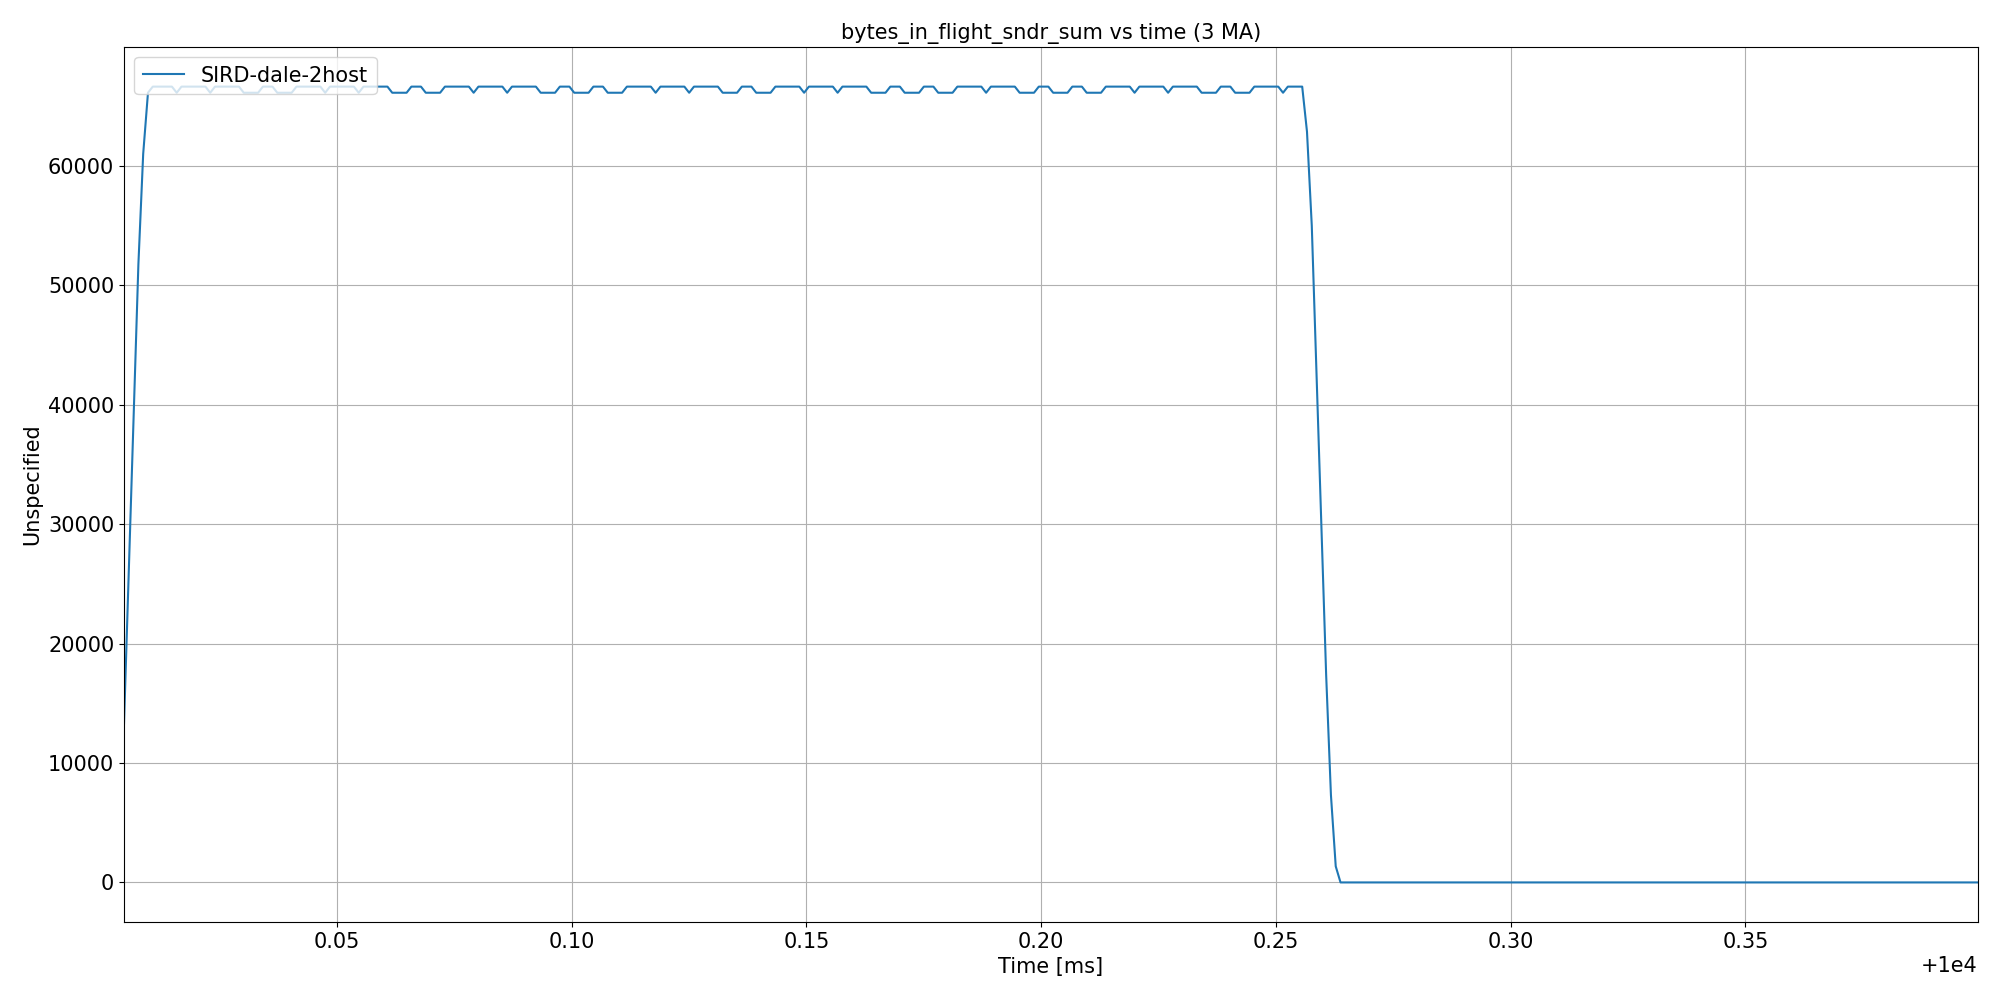 bytes_in_flight_sndr_sum vs time (3 MA)
SIRD-dale-2host
60000
50000
40000
30000
20000
10000
0
Unspecified
0.05 0.10 0.15 0.20 0.25 0.30 0.35
Time [ms]
+1e4